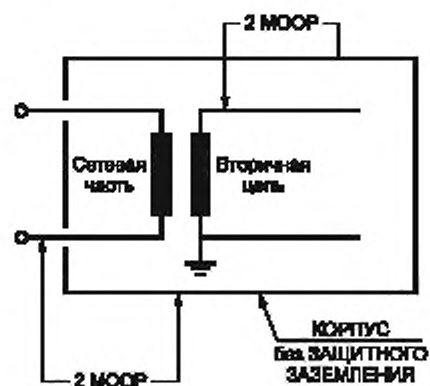 2 МООР
Сетевая
часть
Вторичная
цепь
КОРПУС
без ЗАЩИТНОГО
ЗАЗЕМЛЕНИЯ
2 МООР